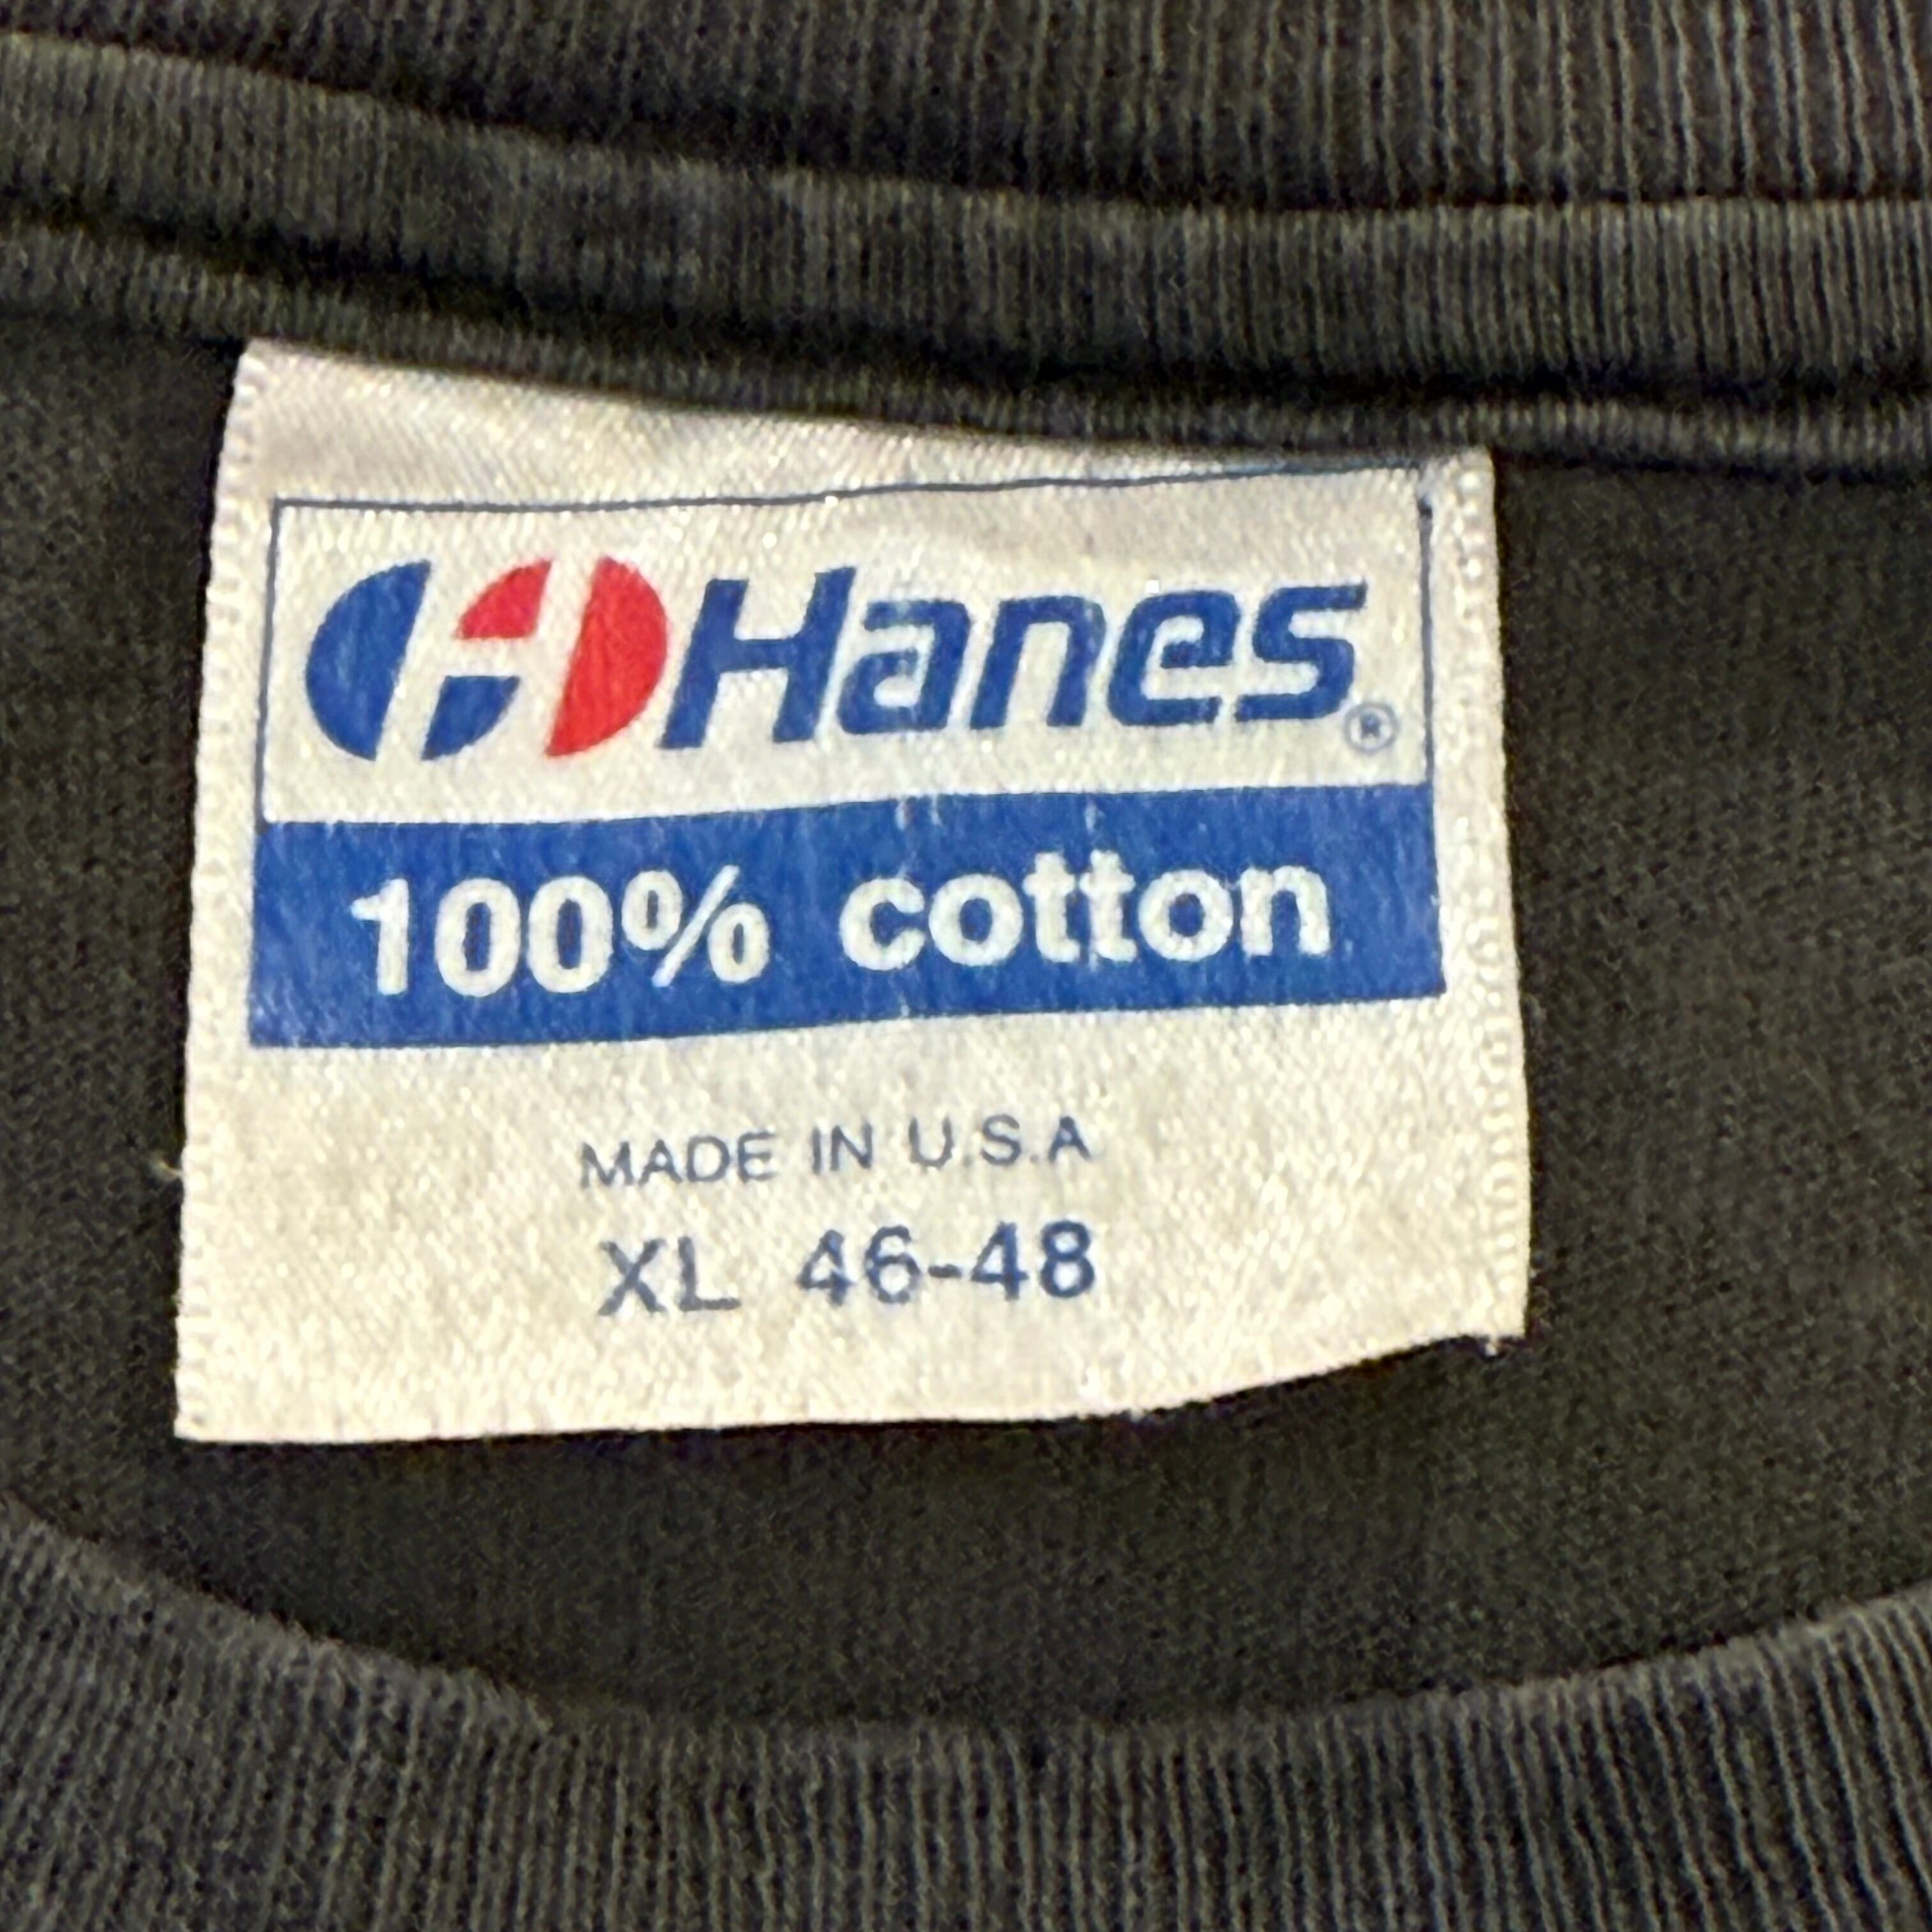 Hanes®
100% cotton
MADE IN U.S.A
XL 46-48